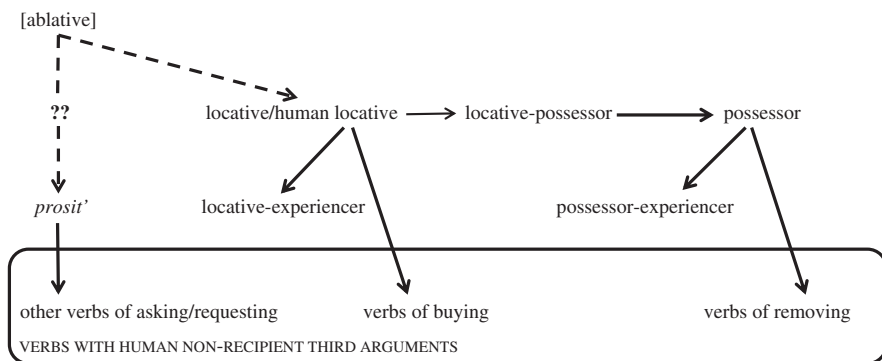 [ablative]
??
locative/human locative
locative-possessor
possessor
prosit’
locative-experiencer
possessor-experiencer
other verbs of asking/requesting
verbs of buying
verbs of removing
VERBS WITH HUMAN NON-RECIPIENT THIRD ARGUMENTS